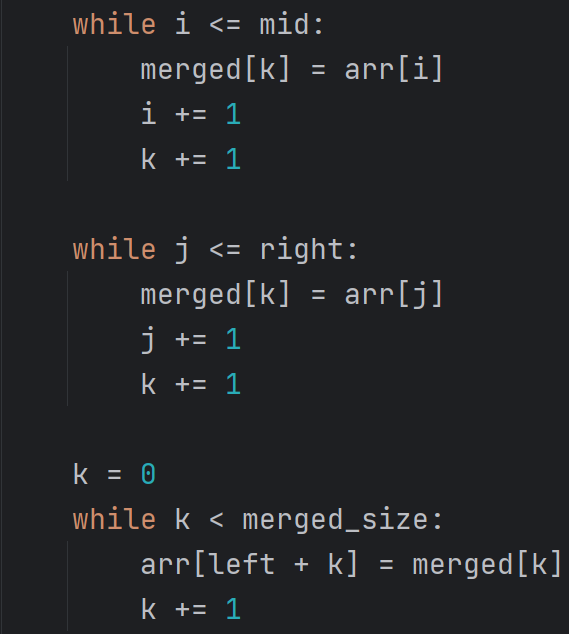 while i <= mid:
    merged[k] = arr[i]
    i += 1
    k += 1

while j <= right:
    merged[k] = arr[j]
    j += 1
    k += 1

k = 0
while k < merged_size:
    arr[left + k] = merged[k]
    k += 1